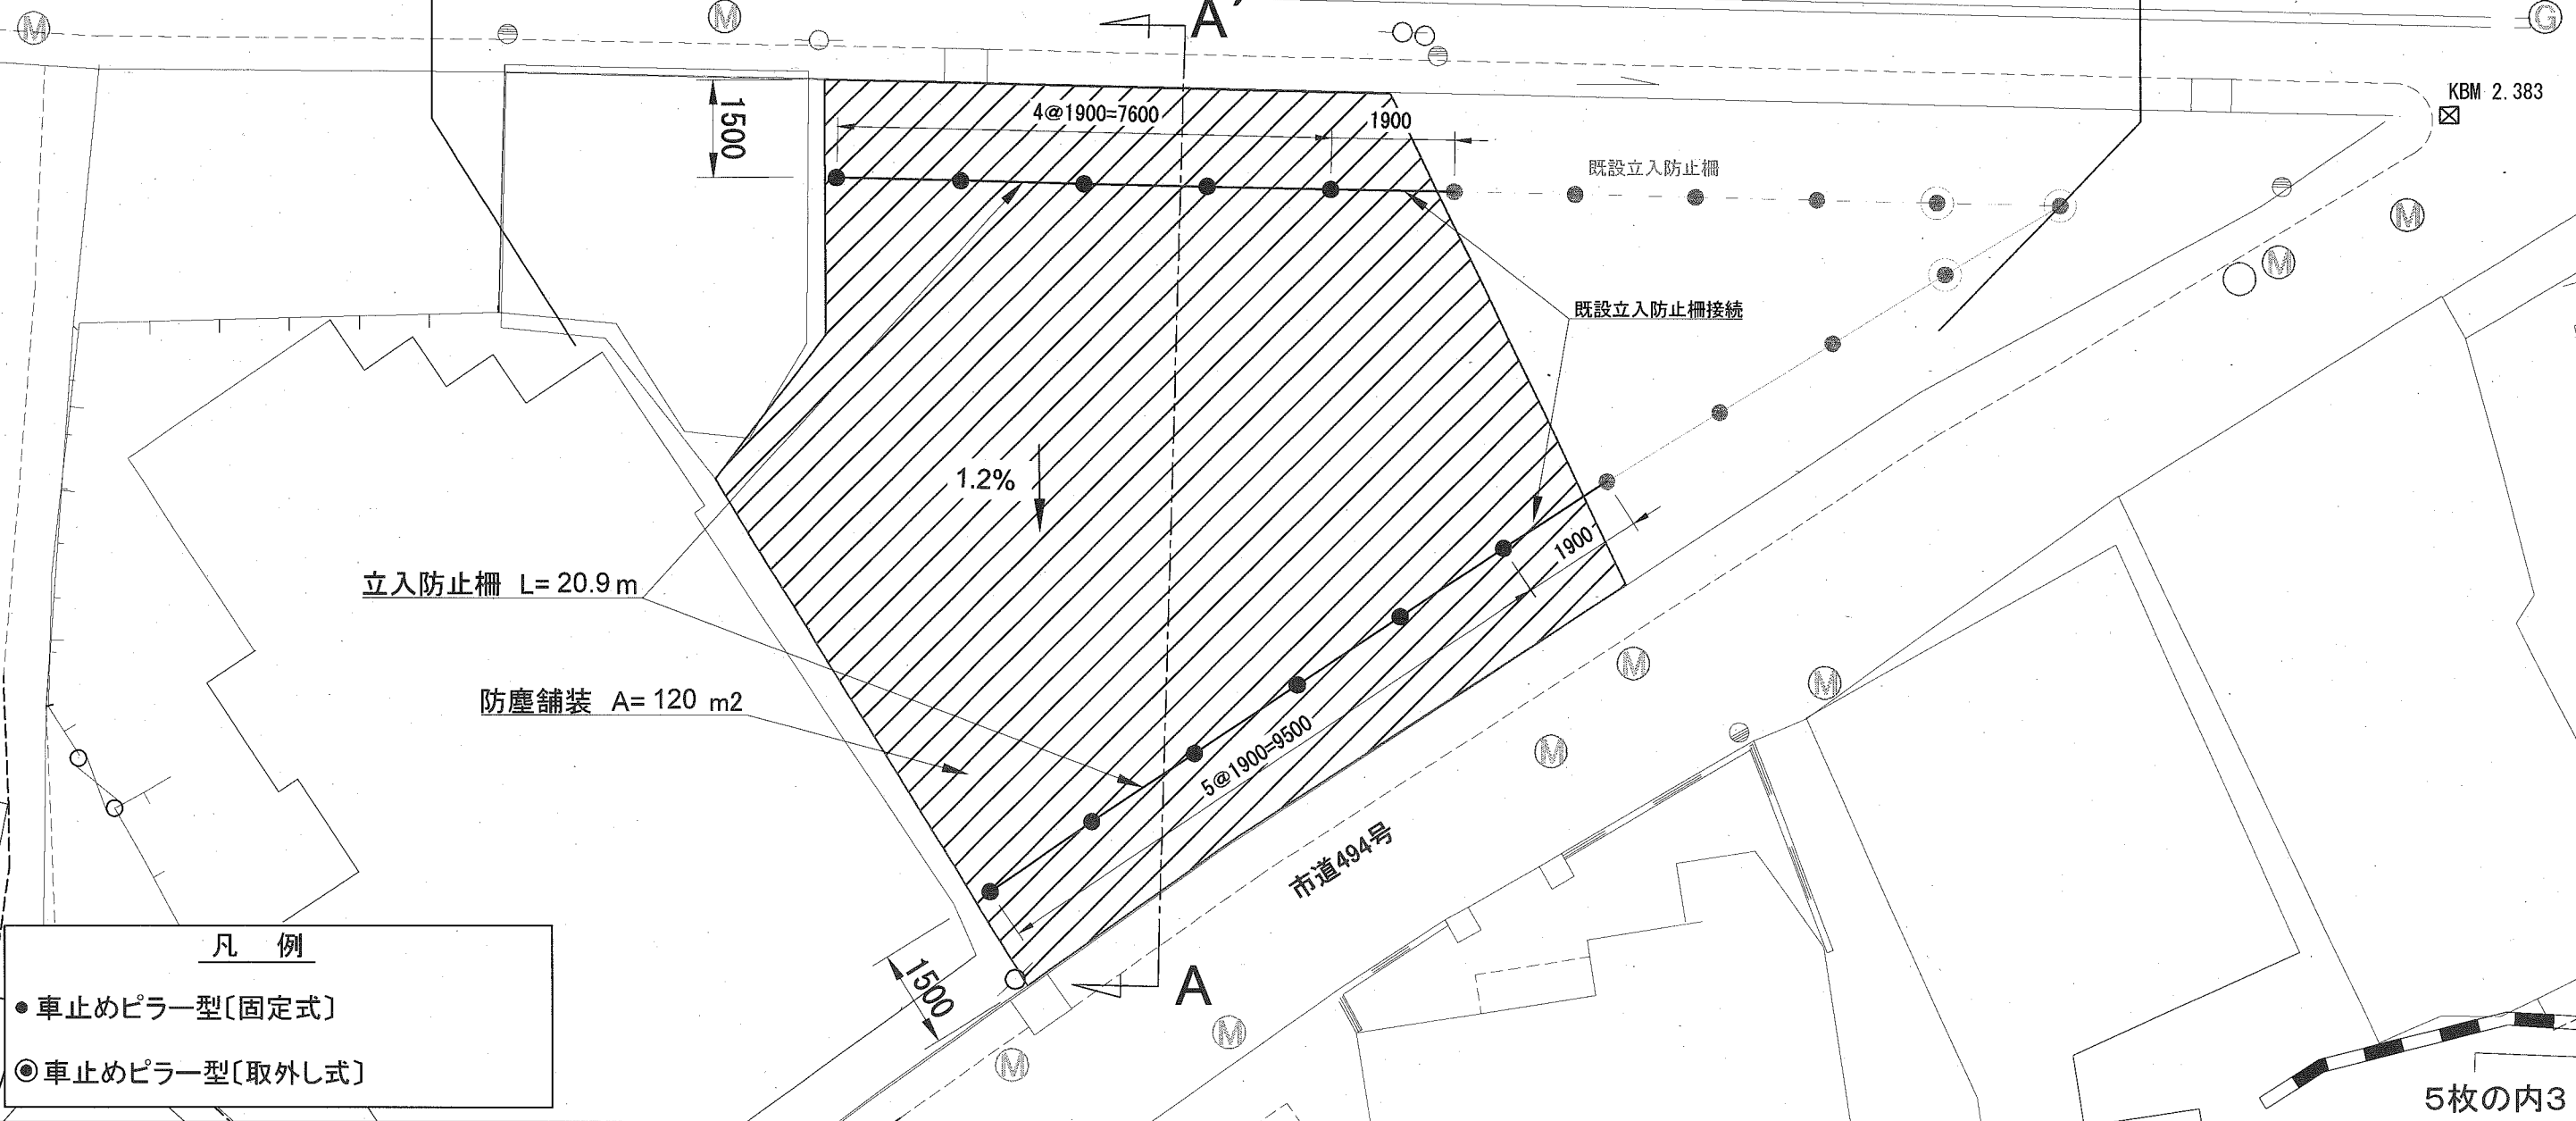 M
M
A'
G
KBM 2.383
1500
4@1900=7600
1900
既設立入防止柵
M
M
既設立入防止柵接続
1.2%
1900
立入防止柵 L= 20.9 m
防塵舗装 A= 120 m2
5@1900=9500
M
M
M
市道494号
1500
A
M
M
凡 例
車止めピラー型〔固定式〕
車止めピラー型〔取外し式〕
5枚の内3